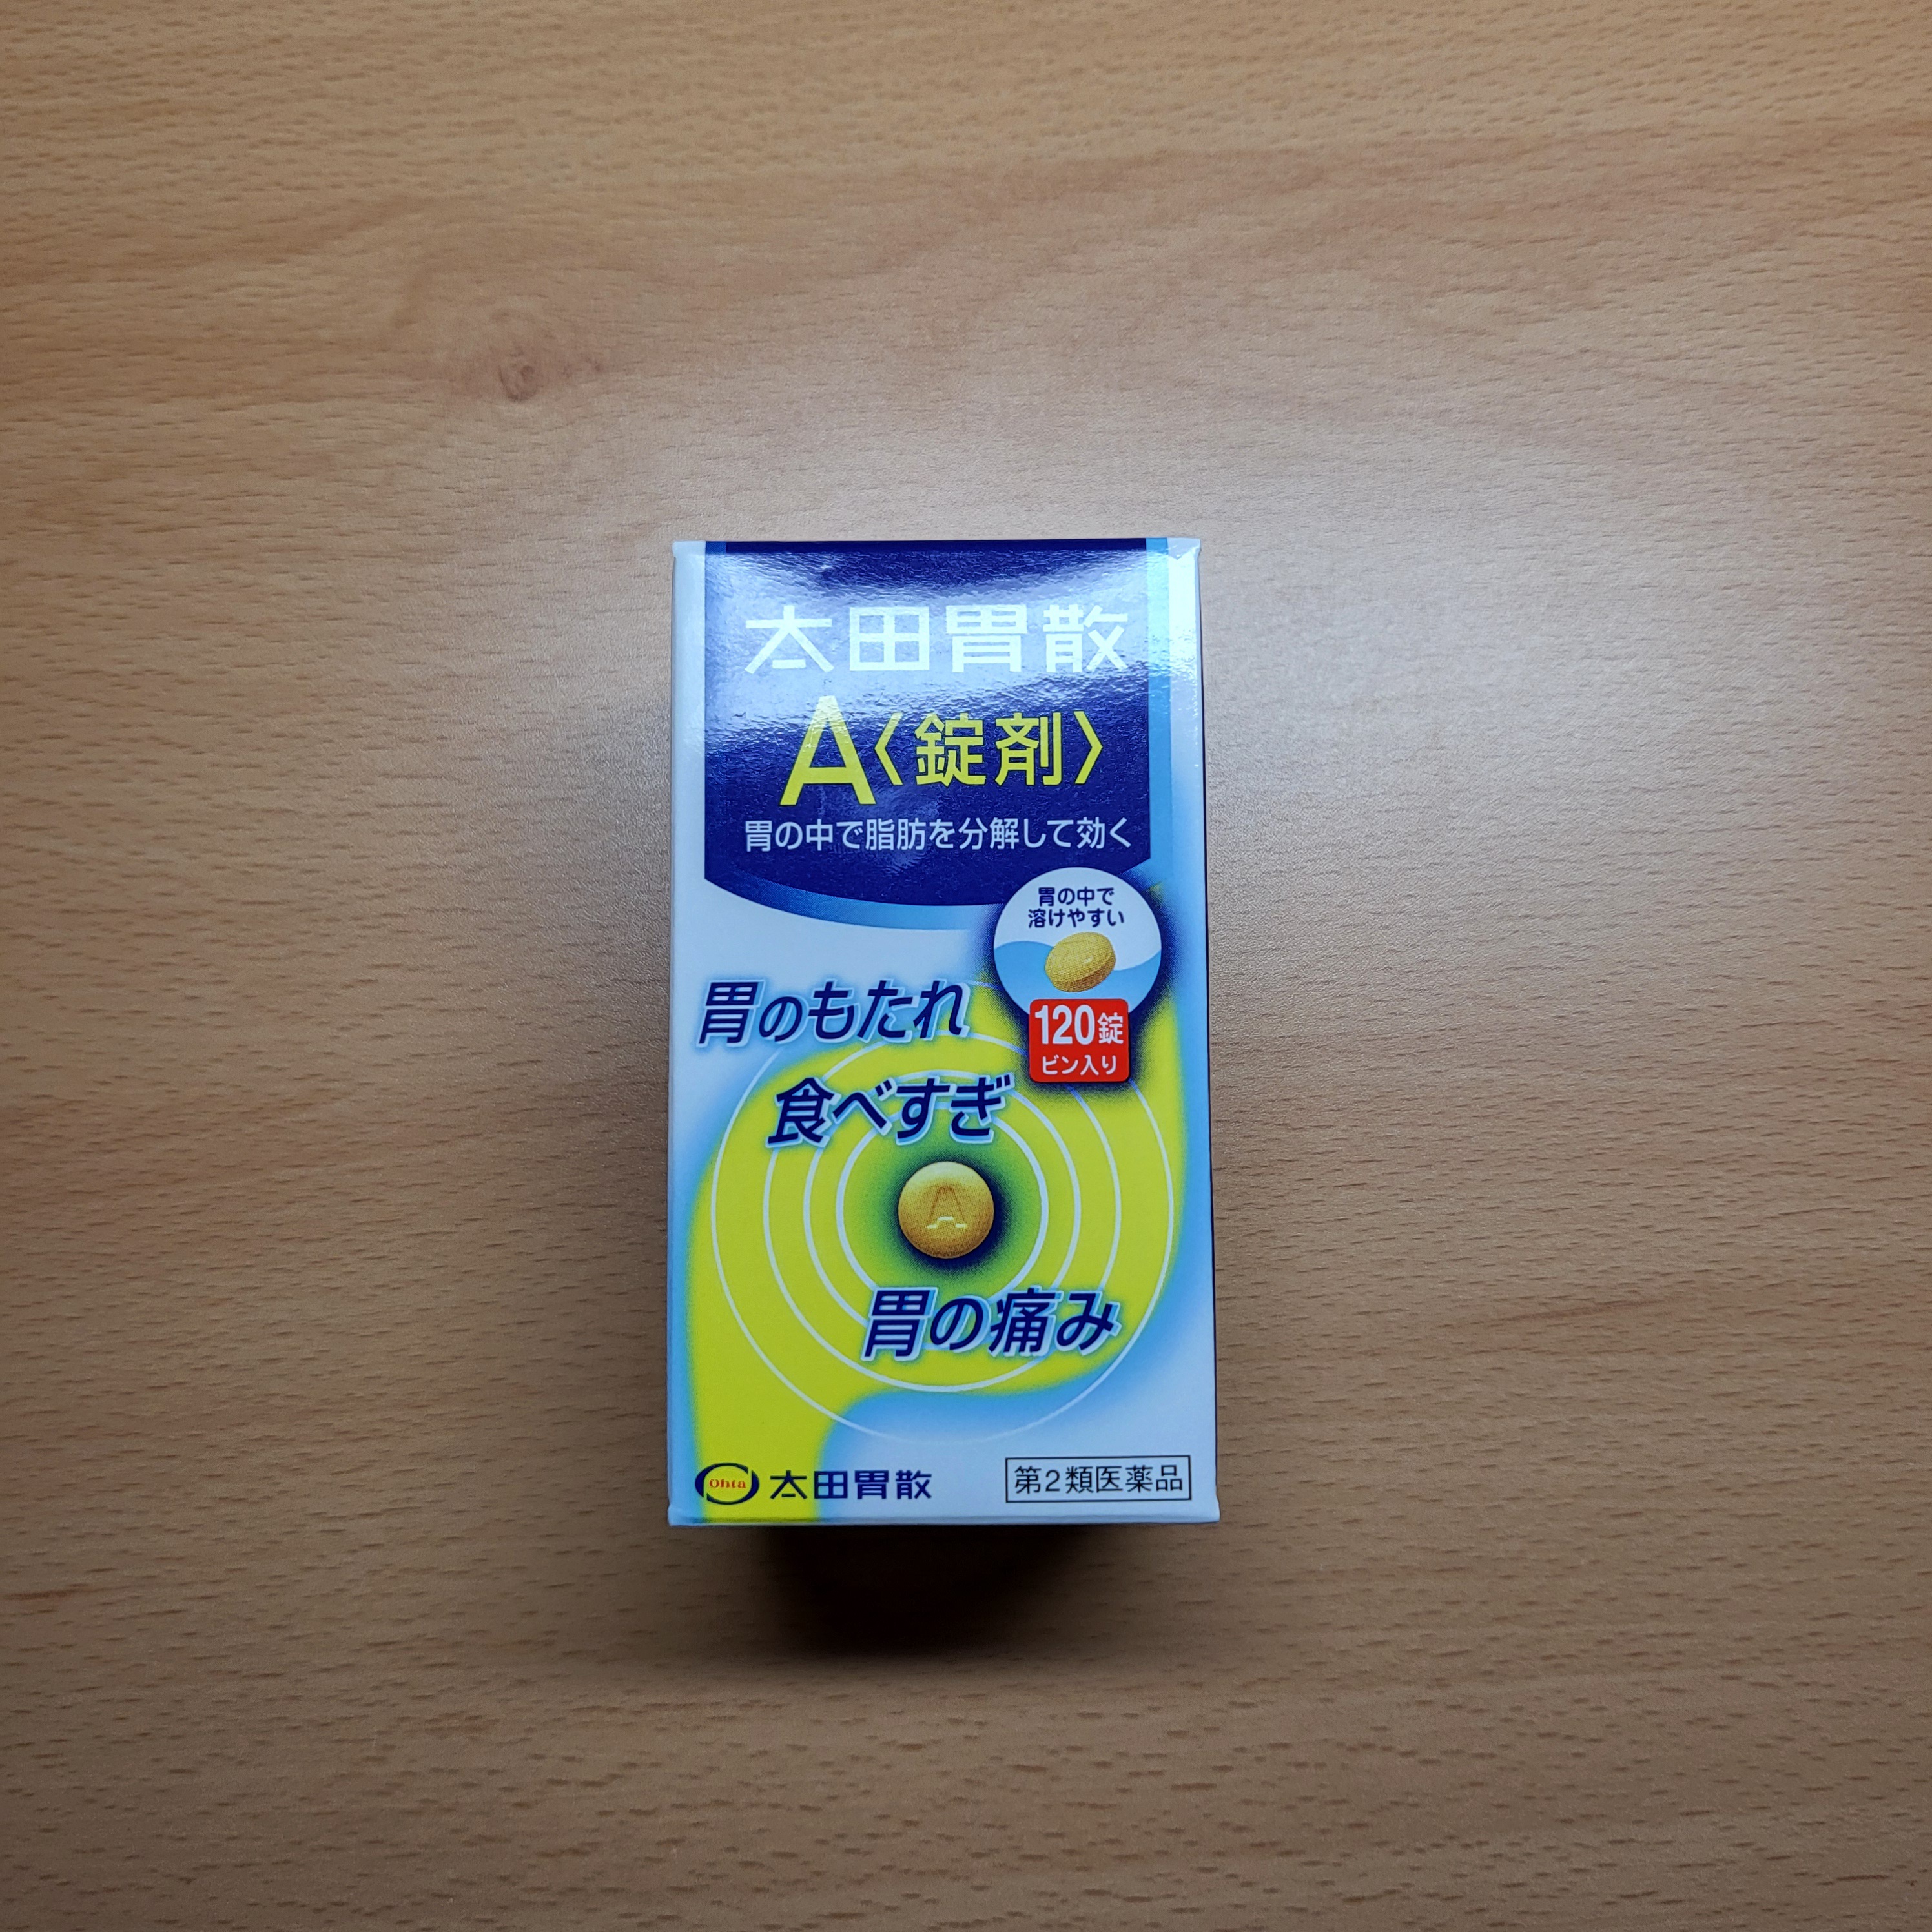 太田胃散
A〈錠剤〉
胃の中で脂肪を分解して効く
胃の中で
溶けやすい
120錠
ビン入り
胃のもたれ
食べすぎ
A
胃の痛み
Ohta 太田胃散
第2類医薬品